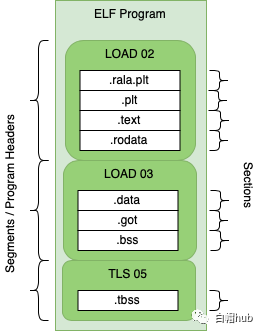 ELF Program
Segments / Program Headers
LOAD 02
.rala.plt
.plt
.text
.rodata
LOAD 03
.data
.got
.bss
TLS 05
.tbss
Sections
白帽hub